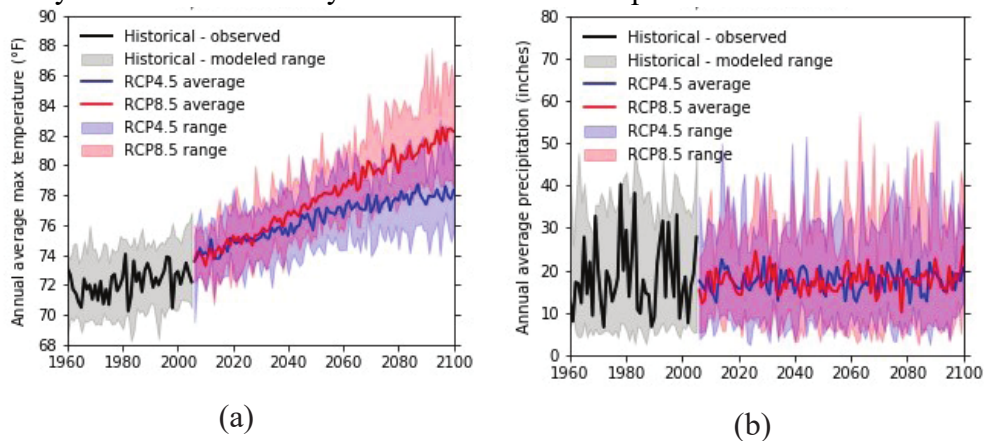 Annual average max temperature (°F)
90
88
86
84
82
80
78
76
74
72
70
68
1960
1980
2000
2020
2040
2060
2080
2100
Historical - observed
Historical - modeled range
RCP4.5 average
RCP8.5 average
RCP4.5 range
RCP8.5 range
(a)
Annual average precipitation (inches)
80
70
60
50
40
30
20
10
0
1960
1980
2000
2020
2040
2060
2080
2100
Historical - observed
Historical - modeled range
RCP4.5 average
RCP8.5 average
RCP4.5 range
RCP8.5 range
(b)